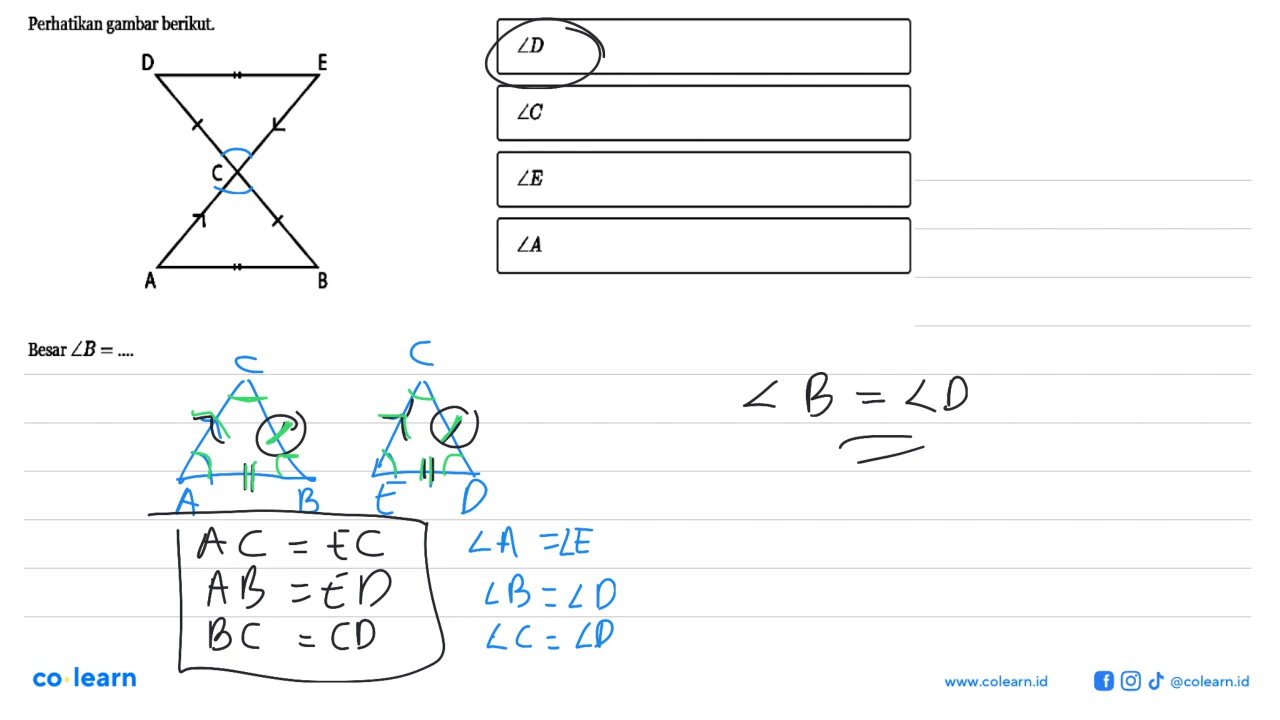 Perhatikan gambar berikut.
D E
C
A B
∠D
∠C
∠E
∠A
Besar ∠B = ....
C C
A B E D
AC = EC
AB = ED
BC = CD
∠A = ∠E
∠B = ∠D
∠C = ∠D
∠B = ∠D
co·learn
www.colearn.id
@colearn.id